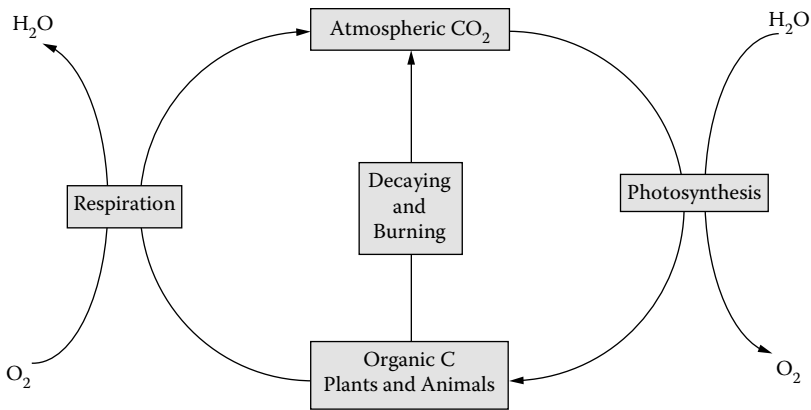 H₂O
Atmospheric CO₂
H₂O
Respiration
Decaying
and
Burning
Photosynthesis
O₂
Organic C
Plants and Animals
O₂